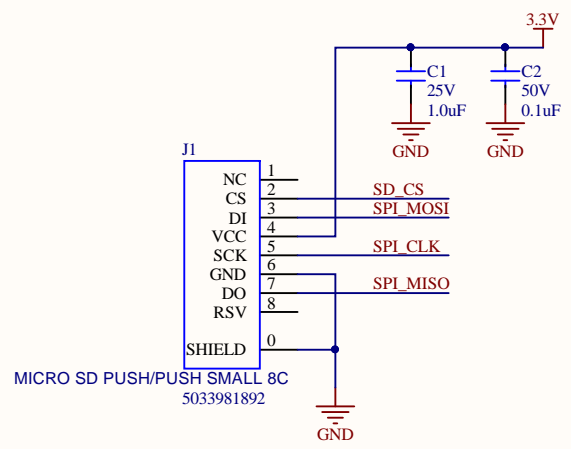 3.3V
C1
25V
1.0uF
C2
50V
0.1uF
GND
GND
J1
NC 1
CS 2 SD_CS
DI 3 SPI_MOSI
VCC 4
SCK 5 SPI_CLK
GND 6
DO 7 SPI_MISO
RSV 8
SHIELD 0
MICRO SD PUSH/PUSH SMALL 8C
5033981892
GND